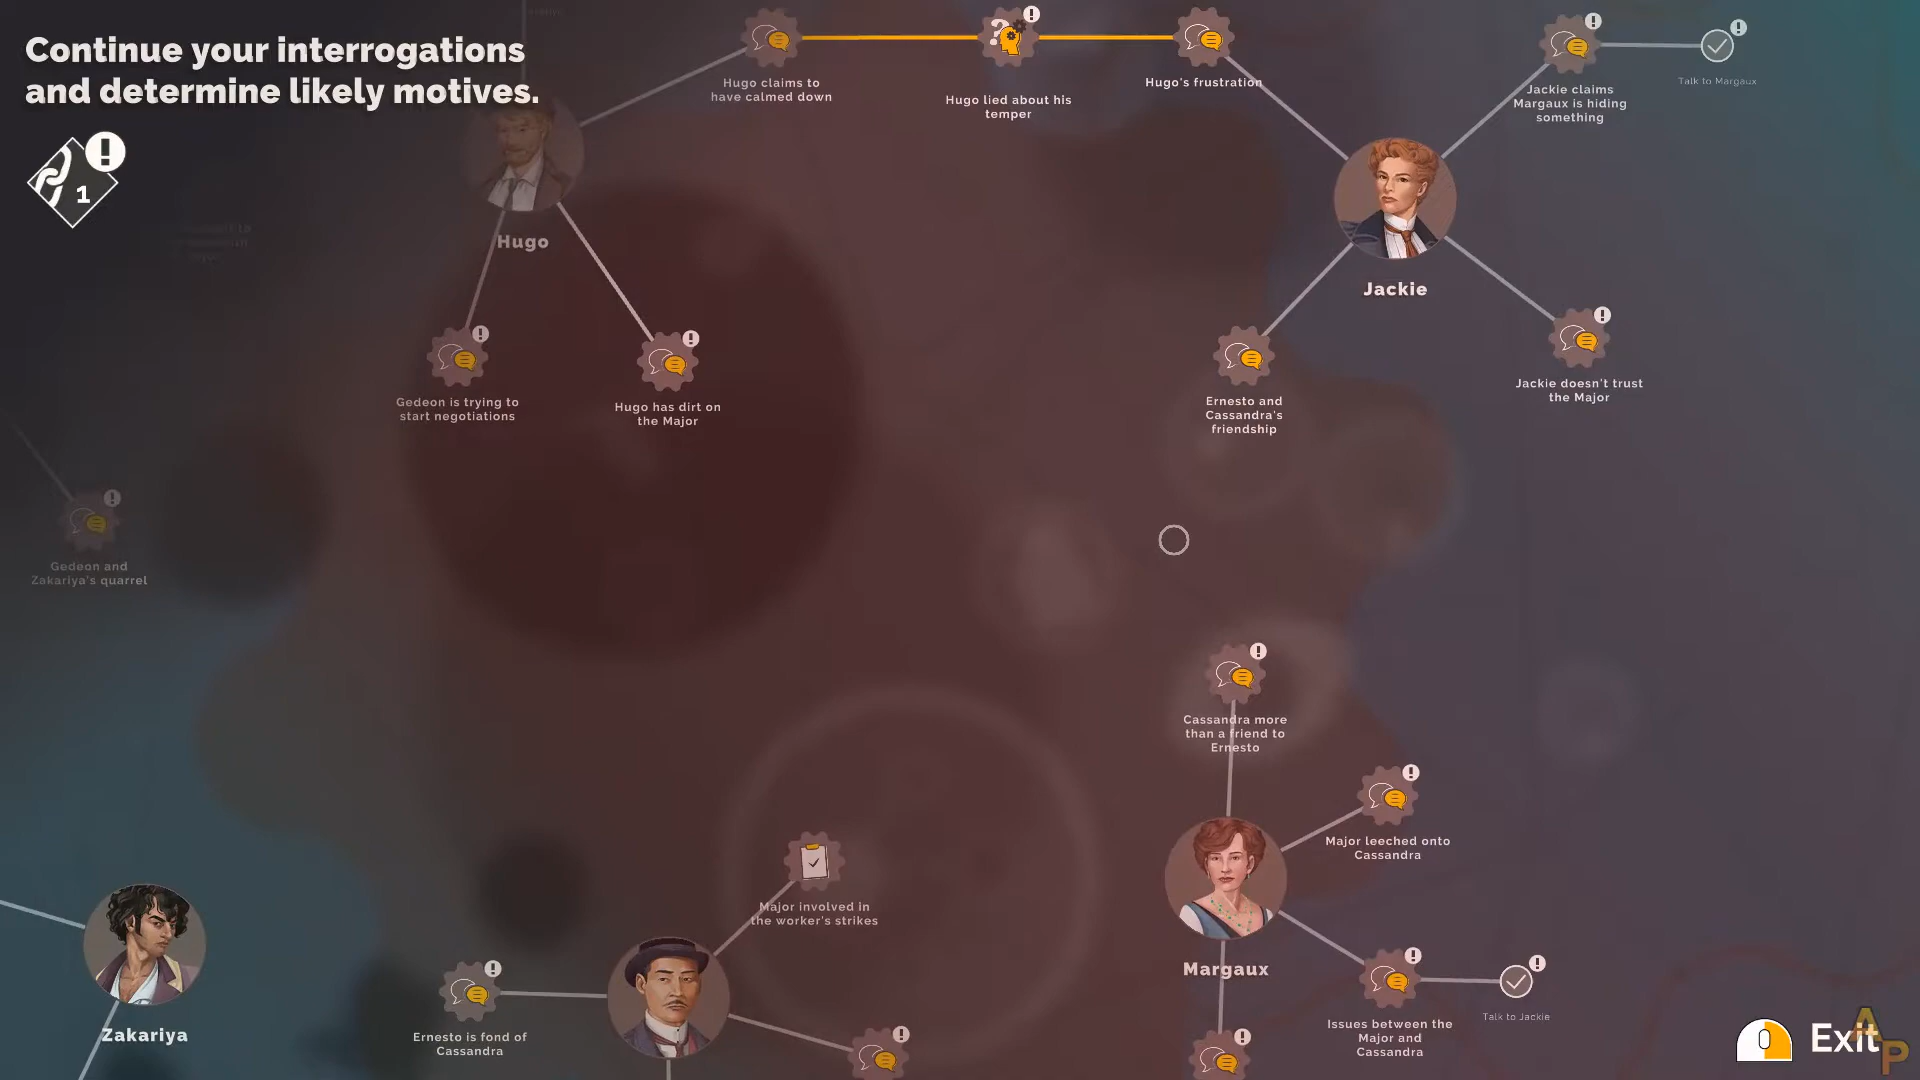 Continue your interrogations
and determine likely motives.
1
Hugo claims to
have calmed down
Hugo lied about his
temper
Hugo's frustration
Jackie claims
Margaux is hiding
something
Talk to Margaux
Hugo
Jackie
Gedeon is trying to
start negotiations
Hugo has dirt on
the Major
Ernesto and
Cassandra's
friendship
Jackie doesn't trust
the Major
Gedeon and
Zakariya's quarrel
Cassandra more
than a friend to
Ernesto
Major leeched onto
Cassandra
Major involved in
the worker's strikes
Margaux
Zakariya
Ernesto is fond of
Cassandra
Issues between the
Major and
Cassandra
Talk to Jackie
Exit
AP